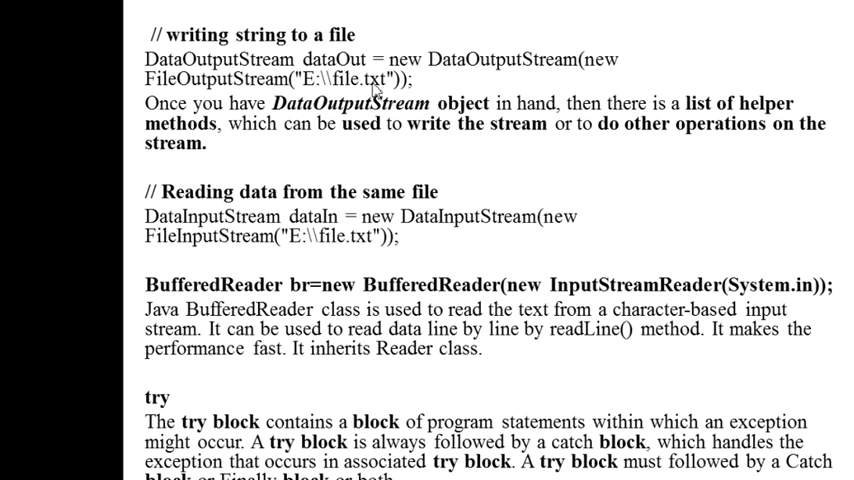 // writing string to a file
DataOutputStream dataOut = new DataOutputStream(new
FileOutputStream("E:\\file.txt"));
Once you have DataOutputStream object in hand, then there is a list of helper
methods, which can be used to write the stream or to do other operations on the
stream.
// Reading data from the same file
DataInputStream dataIn = new DataInputStream(new
FileInputStream("E:\\file.txt"));
BufferedReader br=new BufferedReader(new InputStreamReader(System.in));
Java BufferedReader class is used to read the text from a character-based input
stream. It can be used to read data line by line by readLine() method. It makes the
performance fast. It inherits Reader class.
try
The try block contains a block of program statements within which an exception
might occur. A try block is always followed by a catch block, which handles the
exception that occurs in associated try block. A try block must followed by a Catch
block or Finally block or both